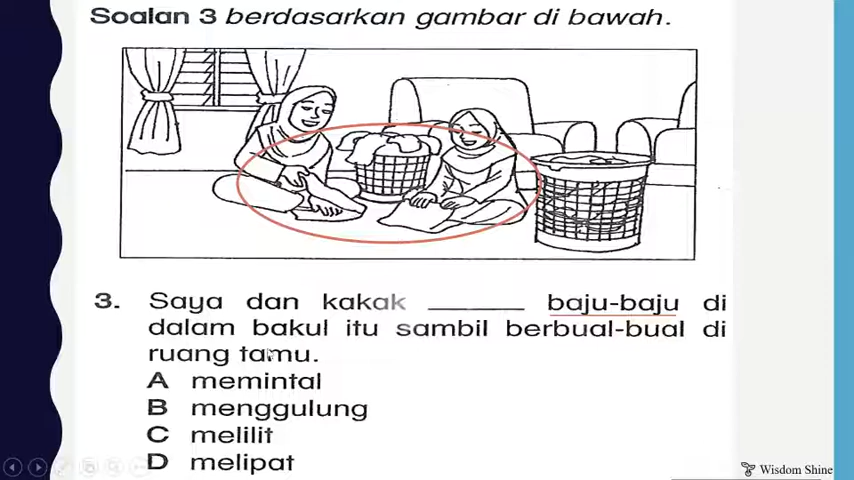 Soalan 3 berdasarkan gambar di bawah.
3. Saya dan kakak ______ baju-baju di
dalam bakul itu sambil berbual-bual di
ruang tamu.
A memintal
B menggulung
C melilit
D melipat
Wisdom Shine